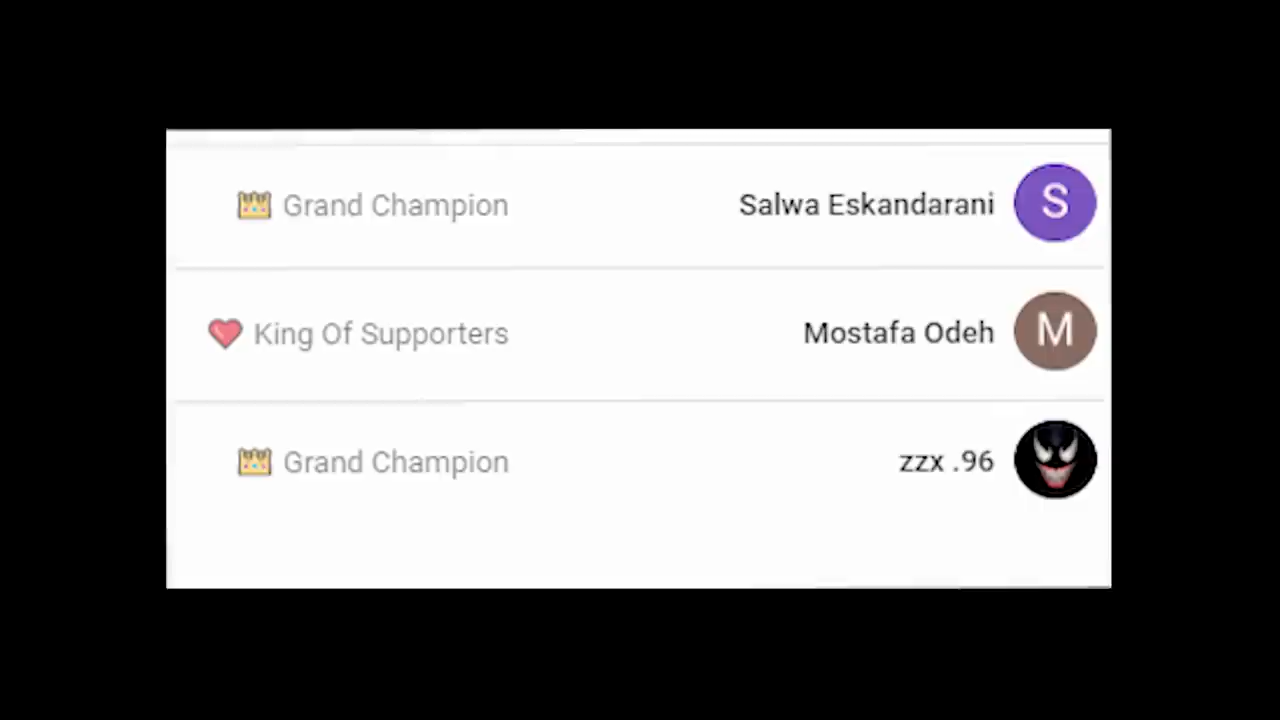 👑 Grand Champion Salwa Eskandarani S
❤️ King Of Supporters Mostafa Odeh M
👑 Grand Champion zzx .96